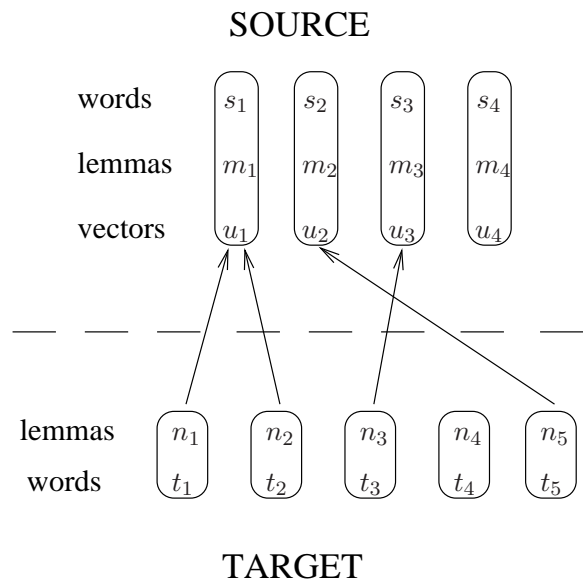 SOURCE
words s₁ s₂ s₃ s₄
lemmas m₁ m₂ m₃ m₄
vectors u₁ u₂ u₃ u₄
lemmas n₁ n₂ n₃ n₄ n₅
words t₁ t₂ t₃ t₄ t₅
TARGET